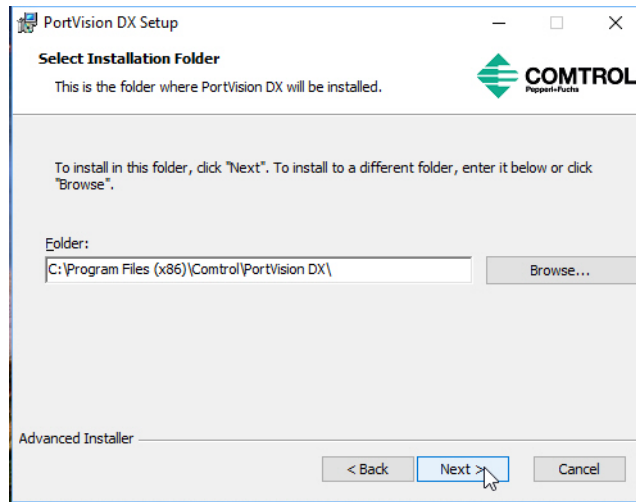 PortVision DX Setup
Select Installation Folder
This is the folder where PortVision DX will be installed.
COMTROL
Pepperl+Fuchs
To install in this folder, click "Next". To install to a different folder, enter it below or click
"Browse".
Folder:
C:\Program Files (x86)\Comtrol\PortVision DX\
Browse...
Advanced Installer
< Back
Next >
Cancel